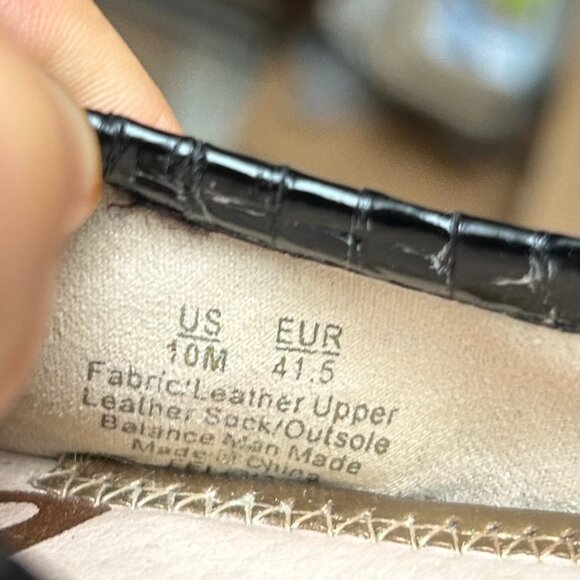 US EUR
10M 41.5
Fabric/Leather Upper
Leather Sock/Outsole
Balance Man Made
Made in China